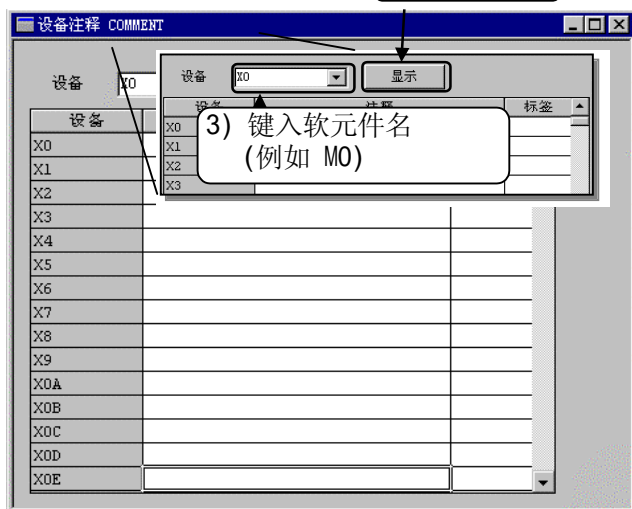 设备注释 COMMENT
设备 X0
设备 X0 显示
设备 注释 标签
X0
X1
X2
X3
3) 键入软元件名
(例如 M0)
设备
X0
X1
X2
X3
X4
X5
X6
X7
X8
X9
X0A
X0B
X0C
X0D
X0E